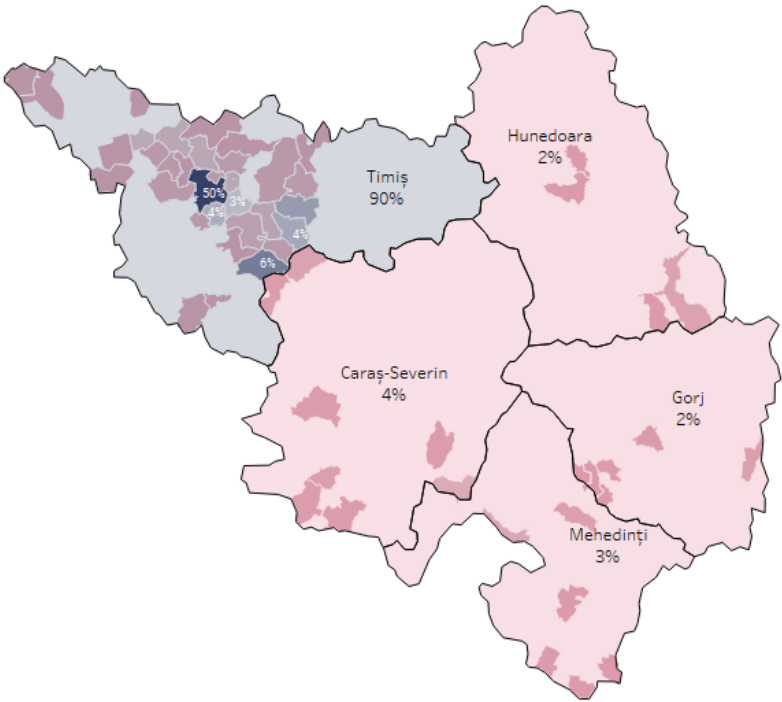 Hunedoara
2%
Timiș
90%
50%
3%
4%
4%
6%
Caraș-Severin
4%
Gorj
2%
Mehedinți
3%